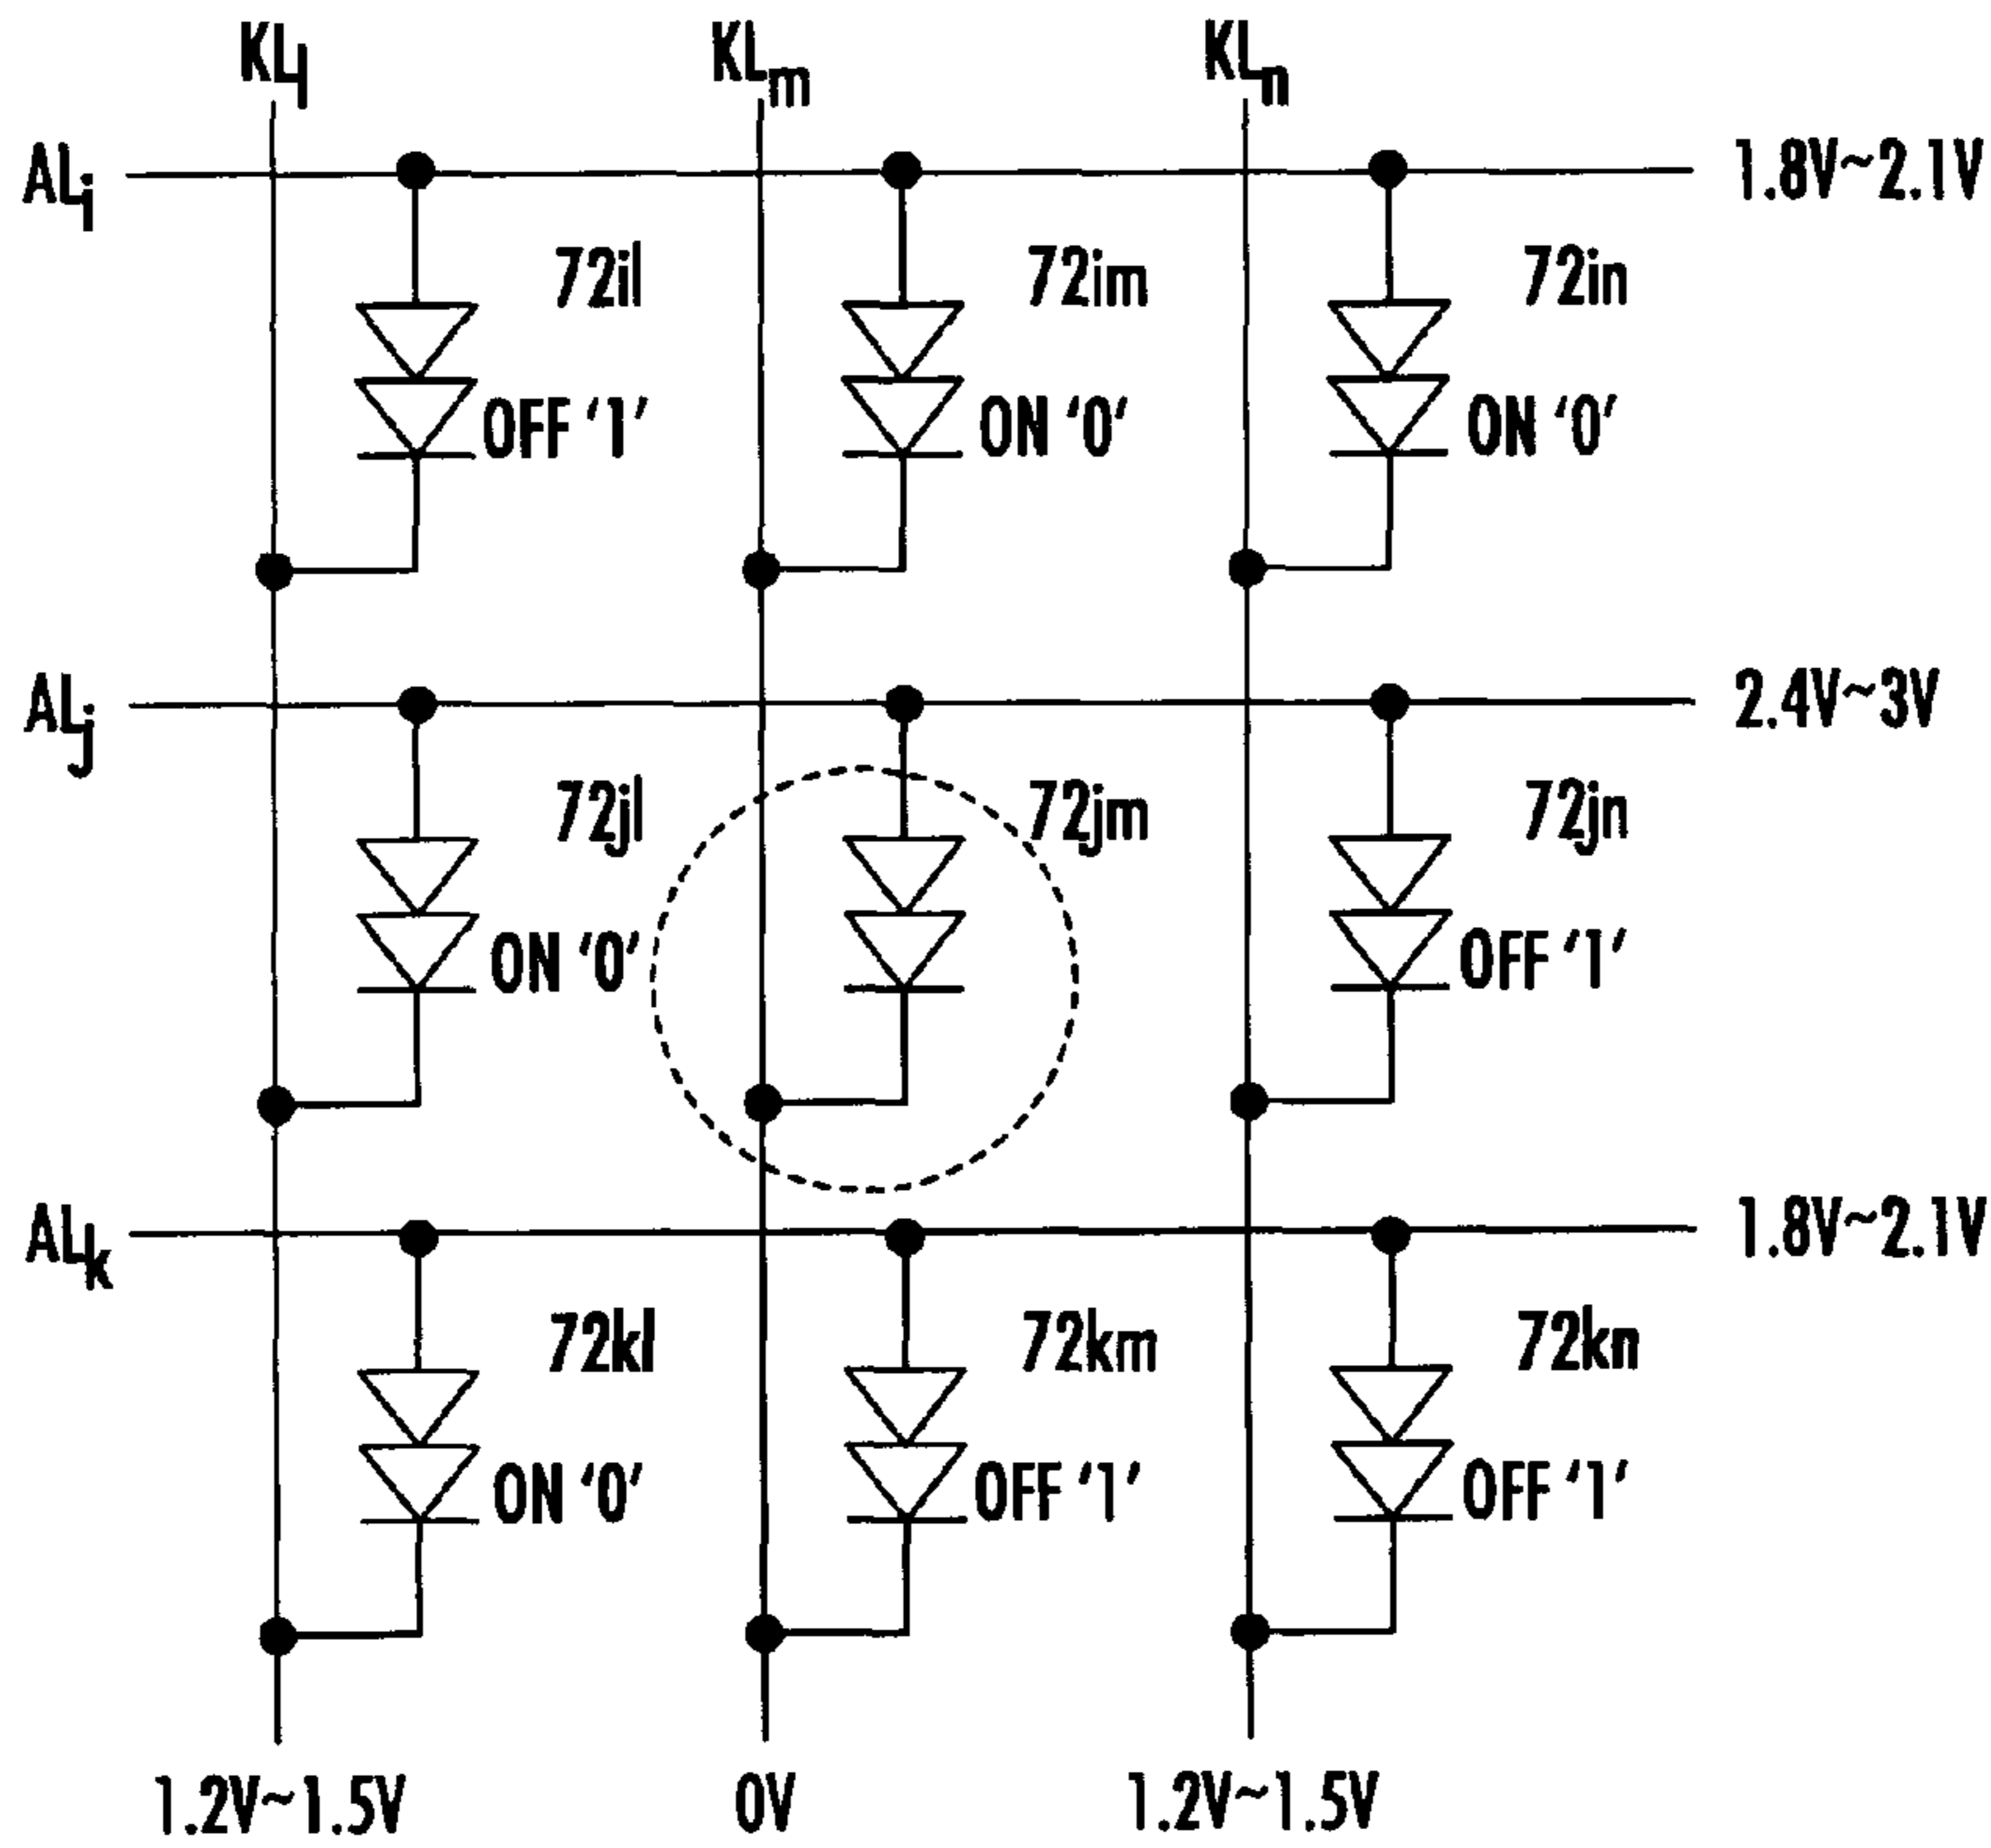 KLl KLm KLn
ALi 1.8V~2.1V
72il 72im 72in
OFF '1' ON '0' ON '0'
ALj 2.4V~3V
72jl 72jm 72jn
ON '0' OFF '1'
ALk 1.8V~2.1V
72kl 72km 72kn
ON '0' OFF '1' OFF '1'
1.2V~1.5V 0V 1.2V~1.5V